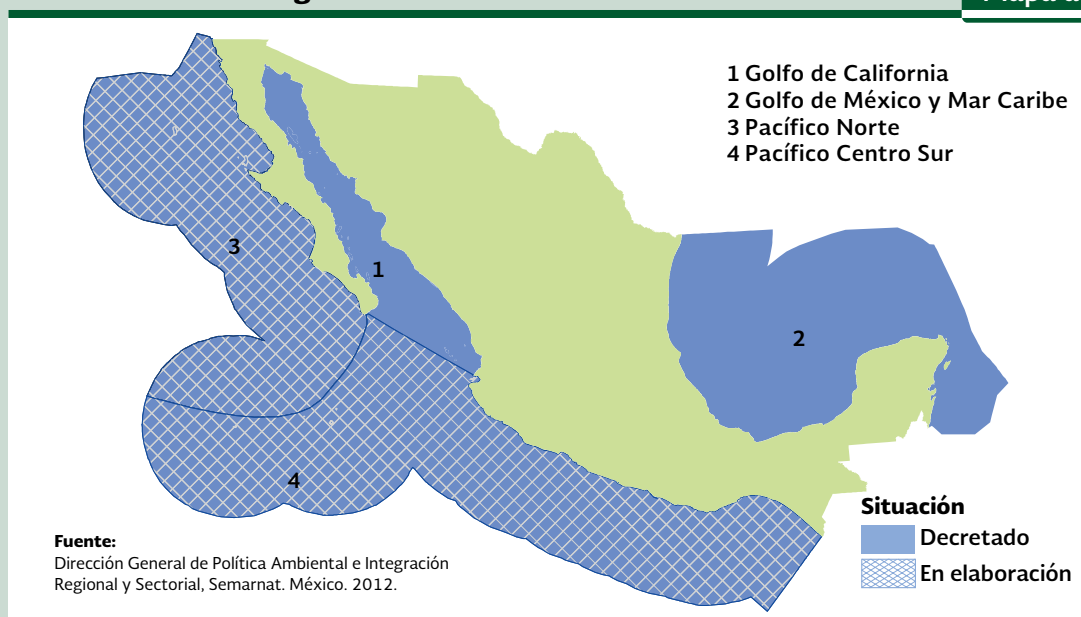 1 Golfo de California
2 Golfo de México y Mar Caribe
3 Pacífico Norte
4 Pacífico Centro Sur
3
1
2
4
Situación
Decretado
En elaboración
Fuente:
Dirección General de Política Ambiental e Integración
Regional y Sectorial, Semarnat. México. 2012.